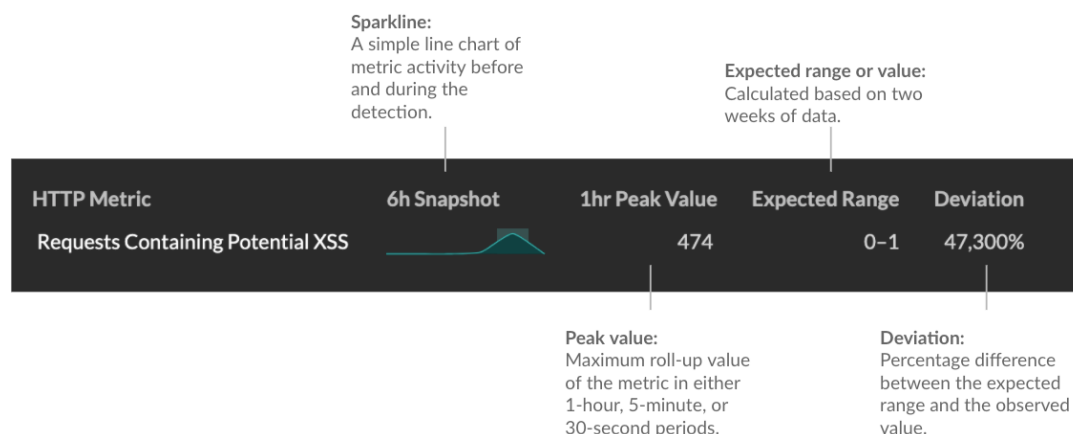 Sparkline:
A simple line chart of
metric activity before
and during the
detection.
Expected range or value:
Calculated based on two
weeks of data.
HTTP Metric 6h Snapshot 1hr Peak Value Expected Range Deviation
Requests Containing Potential XSS 474 0–1 47,300%
Peak value:
Maximum roll-up value
of the metric in either
1-hour, 5-minute, or
30-second periods.
Deviation:
Percentage difference
between the expected
range and the observed
value.